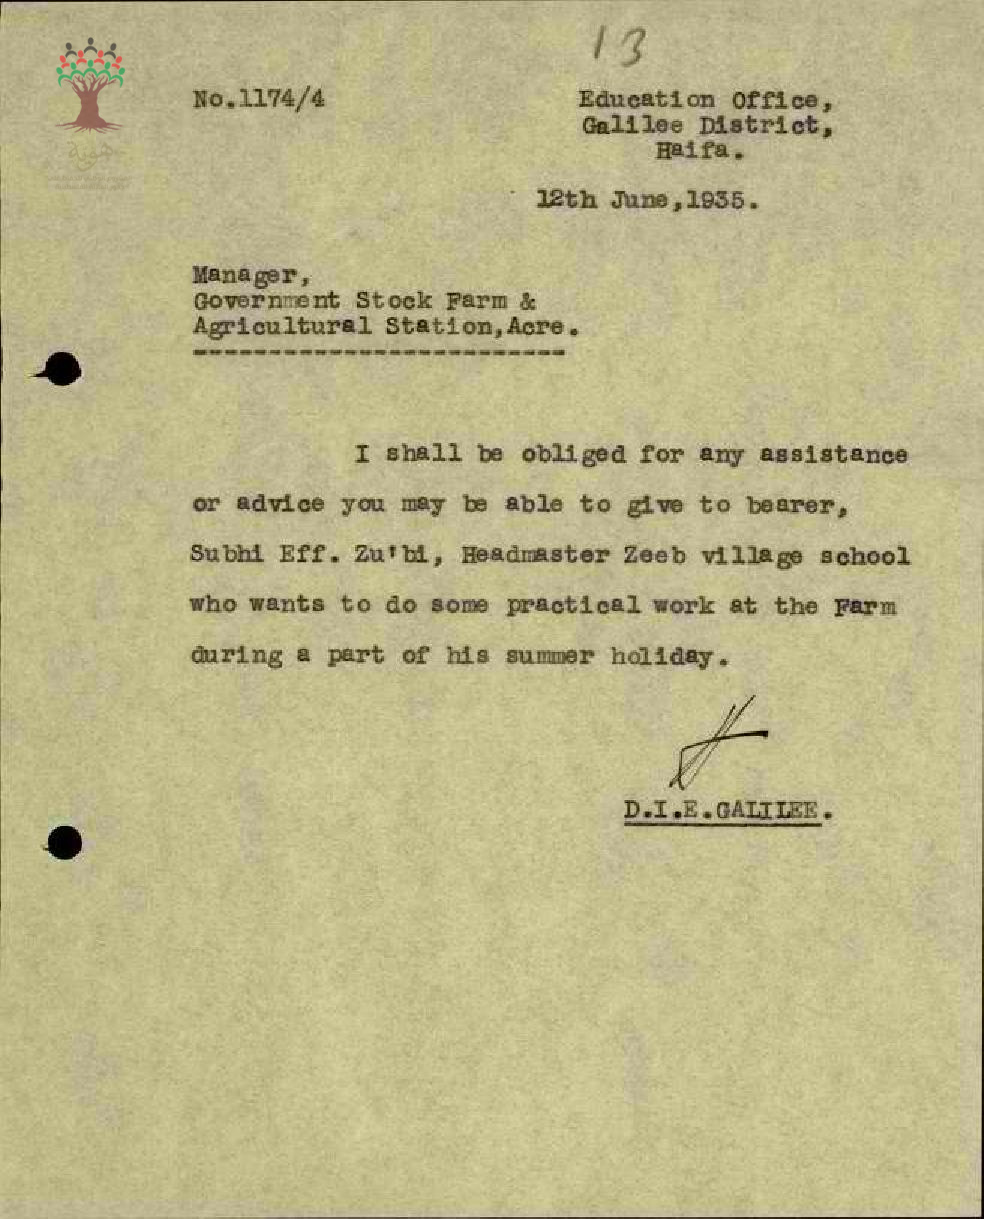 13
No.1174/4
Education Office,
Galilee District,
Haifa.
12th June,1935.
Manager,
Government Stock Farm &
Agricultural Station,Acre.
I shall be obliged for any assistance
or advice you may be able to give to bearer,
Subhi Eff. Zu'bi, Headmaster Zeeb village school
who wants to do some practical work at the Farm
during a part of his summer holiday.
D.I.E.GALILEE.